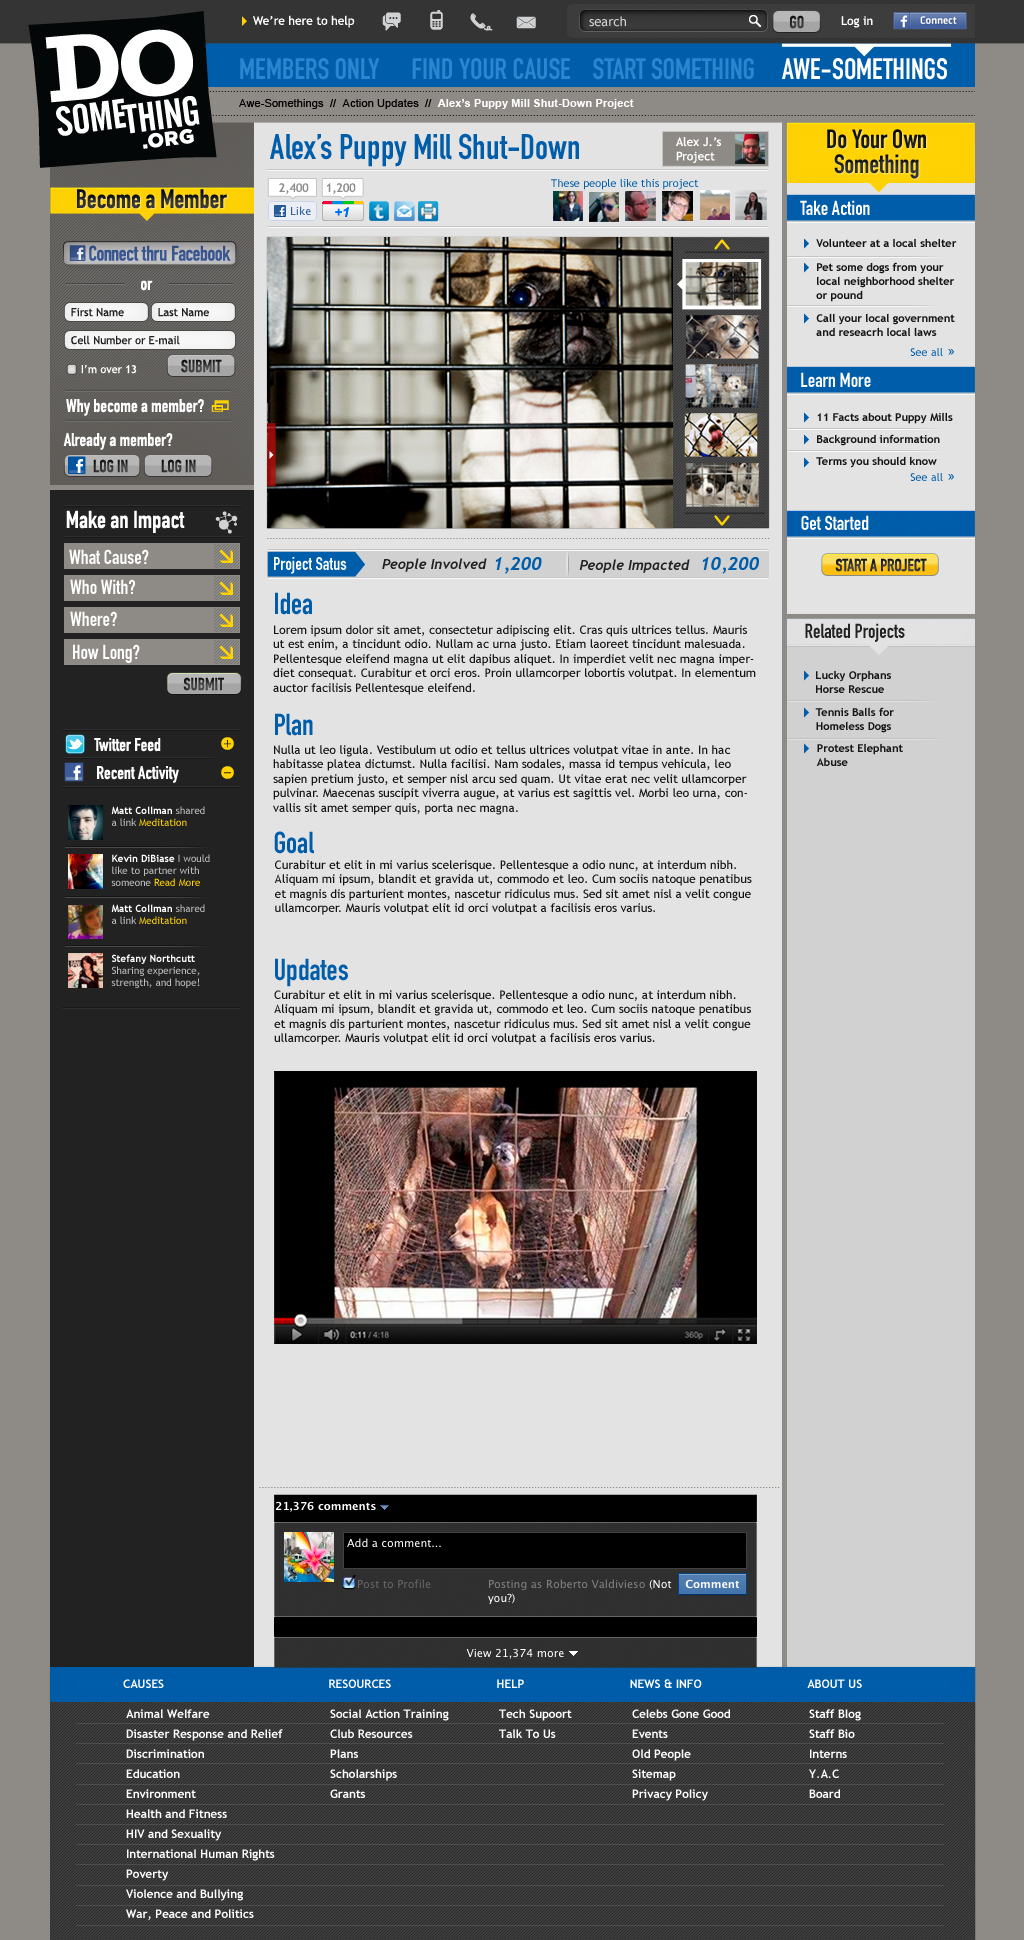 We're here to help
search
GO
Log in
Connect
DO
SOMETHING
.ORG
MEMBERS ONLY
FIND YOUR CAUSE
START SOMETHING
AWE-SOMETHINGS
Awe-Somethings // Action Updates // Alex's Puppy Mill Shut-Down Project
Become a Member
Connect thru Facebook
or
First Name
Last Name
Cell Number or E-mail
I'm over 13
SUBMIT
Why become a member?
Already a member?
LOG IN
LOG IN
Make an Impact
What Cause?
Who With?
Where?
How Long?
SUBMIT
Twitter Feed
Recent Activity
Matt Collman shared
a link Meditation
Kevin DiBiase I would
like to partner with
someone Read More
Matt Collman shared
a link Meditation
Stefany Northcutt
Sharing experience,
strength, and hope!
Alex's Puppy Mill Shut-Down
Alex J.'s
Project
2,400
1,200
Like
+1
These people like this project
Project Satus
People Involved 1,200
People Impacted 10,200
Idea
Lorem ipsum dolor sit amet, consectetur adipiscing elit. Cras quis ultrices tellus. Mauris
ut est enim, a tincidunt odio. Nullam ac urna justo. Etiam laoreet tincidunt malesuada.
Pellentesque eleifend magna ut elit dapibus aliquet. In imperdiet velit nec magna imper-
diet consequat. Curabitur et orci eros. Proin ullamcorper lobortis volutpat. In elementum
auctor facilisis Pellentesque eleifend.
Plan
Nulla ut leo ligula. Vestibulum ut odio et tellus ultrices volutpat vitae in ante. In hac
habitasse platea dictumst. Nulla facilisi. Nam sodales, massa id tempus vehicula, leo
sapien pretium justo, et semper nisl arcu sed quam. Ut vitae erat nec velit ullamcorper
pulvinar. Maecenas suscipit viverra augue, at varius est sagittis vel. Morbi leo urna, con-
vallis sit amet semper quis, porta nec magna.
Goal
Curabitur et elit in mi varius scelerisque. Pellentesque a odio nunc, at interdum nibh.
Aliquam mi ipsum, blandit et gravida ut, commodo et leo. Cum sociis natoque penatibus
et magnis dis parturient montes, nascetur ridiculus mus. Sed sit amet nisl a velit congue
ullamcorper. Mauris volutpat elit id orci volutpat a facilisis eros varius.
Updates
Curabitur et elit in mi varius scelerisque. Pellentesque a odio nunc, at interdum nibh.
Aliquam mi ipsum, blandit et gravida ut, commodo et leo. Cum sociis natoque penatibus
et magnis dis parturient montes, nascetur ridiculus mus. Sed sit amet nisl a velit congue
ullamcorper. Mauris volutpat elit id orci volutpat a facilisis eros varius.
0:11 / 4:18
360p
21,376 comments
Add a comment...
Post to Profile
Posting as Roberto Valdivieso (Not
you?)
Comment
View 21,374 more
Do Your Own
Something
Take Action
Volunteer at a local shelter
Pet some dogs from your
local neighborhood shelter
or pound
Call your local government
and reseacrh local laws
See all »
Learn More
11 Facts about Puppy Mills
Background information
Terms you should know
See all »
Get Started
START A PROJECT
Related Projects
Lucky Orphans
Horse Rescue
Tennis Balls for
Homeless Dogs
Protest Elephant
Abuse
CAUSES
Animal Welfare
Disaster Response and Relief
Discrimination
Education
Environment
Health and Fitness
HIV and Sexuality
International Human Rights
Poverty
Violence and Bullying
War, Peace and Politics
RESOURCES
Social Action Training
Club Resources
Plans
Scholarships
Grants
HELP
Tech Supoort
Talk To Us
NEWS & INFO
Celebs Gone Good
Events
Old People
Sitemap
Privacy Policy
ABOUT US
Staff Blog
Staff Bio
Interns
Y.A.C
Board